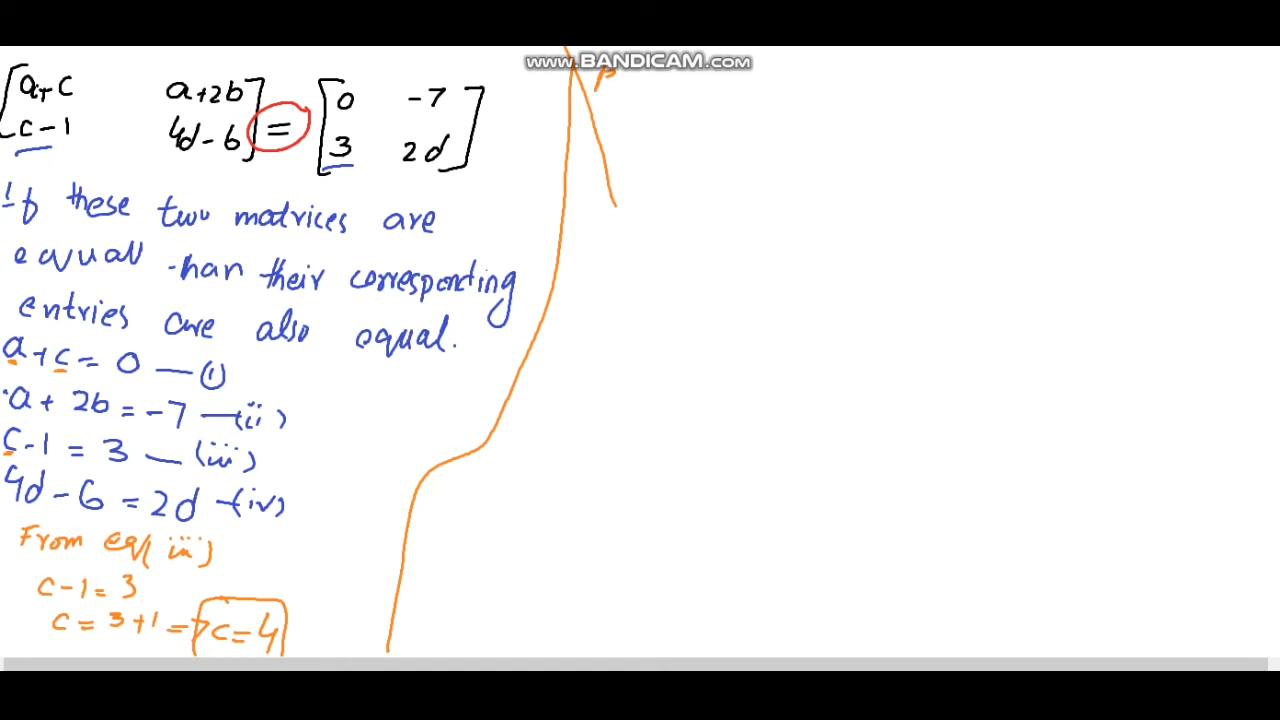 www.BANDICAM.com
[a+c a+2b] = [0 -7]
[c-1 4d-6] [3 2d]
If these two matrices are
equal than their corresponding
entries are also equal.
a+c = 0 — (i)
a + 2b = -7 — (ii)
c-1 = 3 — (iii)
4d - 6 = 2d - (iv)
From eq( iii)
c-1 = 3
c = 3+1 => c = 4